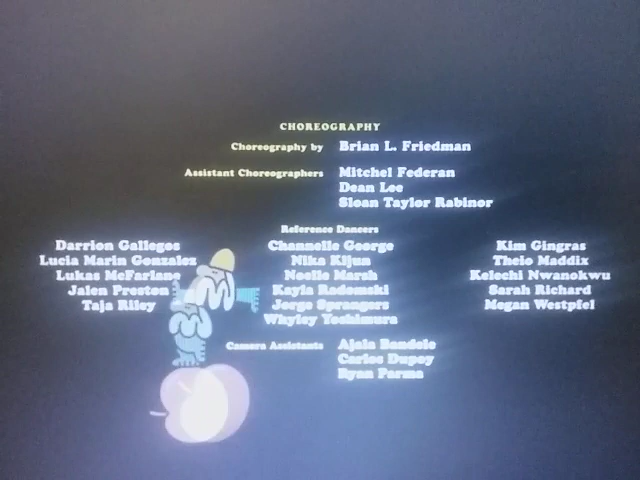 CHOREOGRAPHY
Choreography by Brian L. Friedman
Assistant Choreographers Mitchel Federan
Dean Lee
Sloan Taylor Rabinor
Reference Dancers
Darrion Gallegos Channelle George Kim Gingras
Lucia Marin Gonzalez Nika Kljun Theio Maddix
Lukas McFarlane Noelle Marsh Kelechi Nwanokwu
Jalen Preston Kayla Radomski Sarah Richard
Taja Riley Jorge Sprangers Megan Westpfel
Whyley Yoshimura
Camera Assistants Ajala Bandele
Carlos Dupoy
Ryan Parma